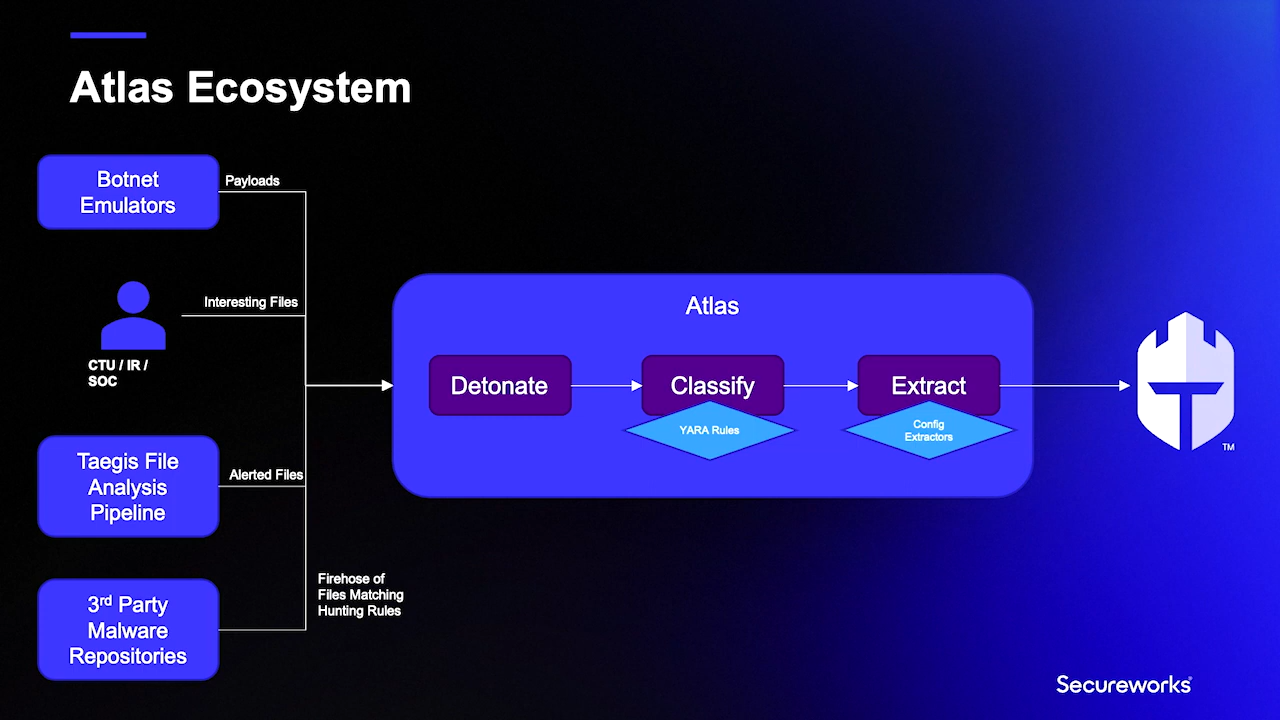 Atlas Ecosystem
Botnet
Emulators
Payloads
Interesting Files
CTU / IR /
SOC
Taegis File
Analysis
Pipeline
Alerted Files
3rd Party
Malware
Repositories
Firehose of
Files Matching
Hunting Rules
Atlas
Detonate
Classify
YARA Rules
Extract
Config
Extractors
TM
Secureworks®